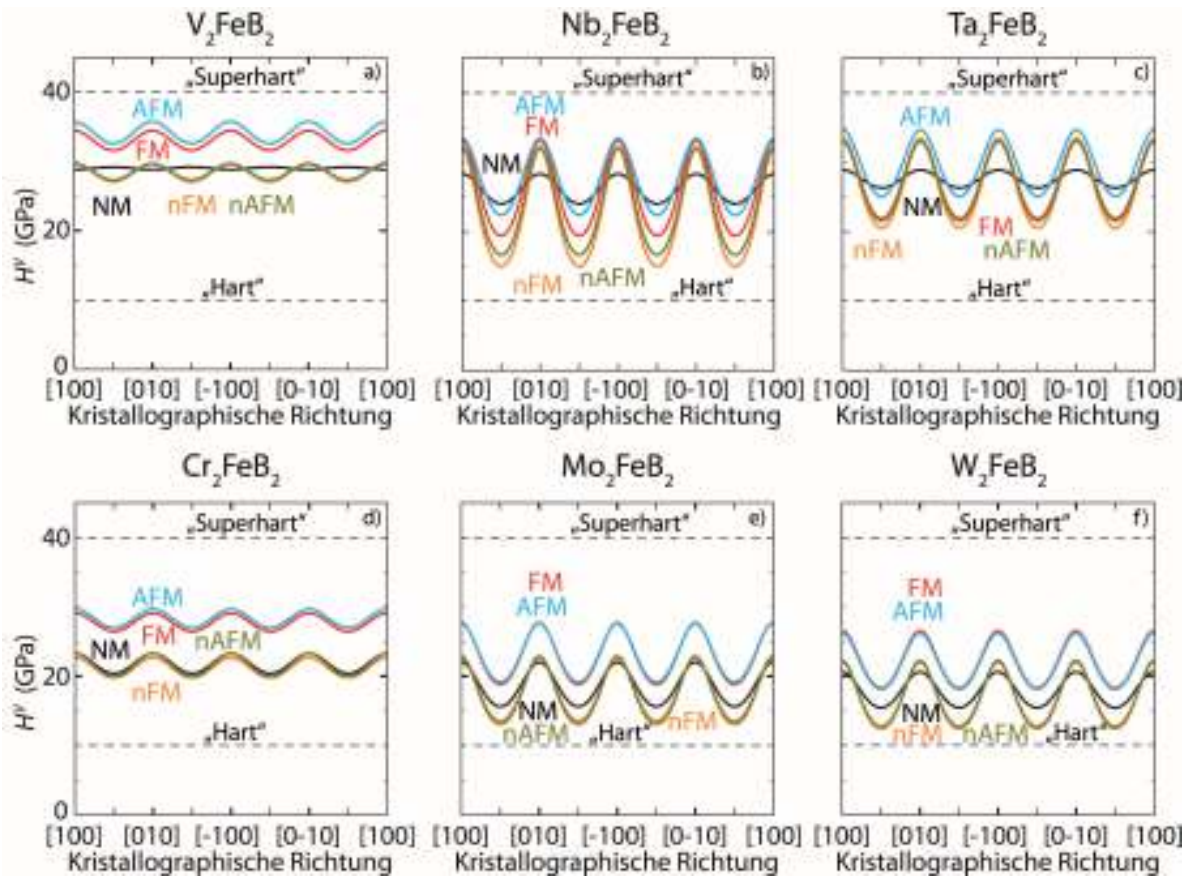 V₂FeB₂
Nb₂FeB₂
Ta₂FeB₂
a)
„Superhart“
40
AFM
FM
NM
nFM
nAFM
20
Hᵛ (GPa)
„Hart“
0
[100] [010] [-100] [0-10] [100]
Kristallographische Richtung
b)
„Superhart“
AFM
FM
NM
nFM
nAFM
„Hart“
[100] [010] [-100] [0-10] [100]
Kristallographische Richtung
c)
„Superhart“
AFM
NM
FM
nFM
nAFM
„Hart“
[100] [010] [-100] [0-10] [100]
Kristallographische Richtung
Cr₂FeB₂
Mo₂FeB₂
W₂FeB₂
d)
„Superhart“
40
AFM
FM
nAFM
NM
nFM
20
Hᵛ (GPa)
„Hart“
0
[100] [010] [-100] [0-10] [100]
Kristallographische Richtung
e)
„Superhart“
FM
AFM
NM
nFM
nAFM
„Hart“
[100] [010] [-100] [0-10] [100]
Kristallographische Richtung
f)
„Superhart“
FM
AFM
NM
nFM
nAFM
„Hart“
[100] [010] [-100] [0-10] [100]
Kristallographische Richtung